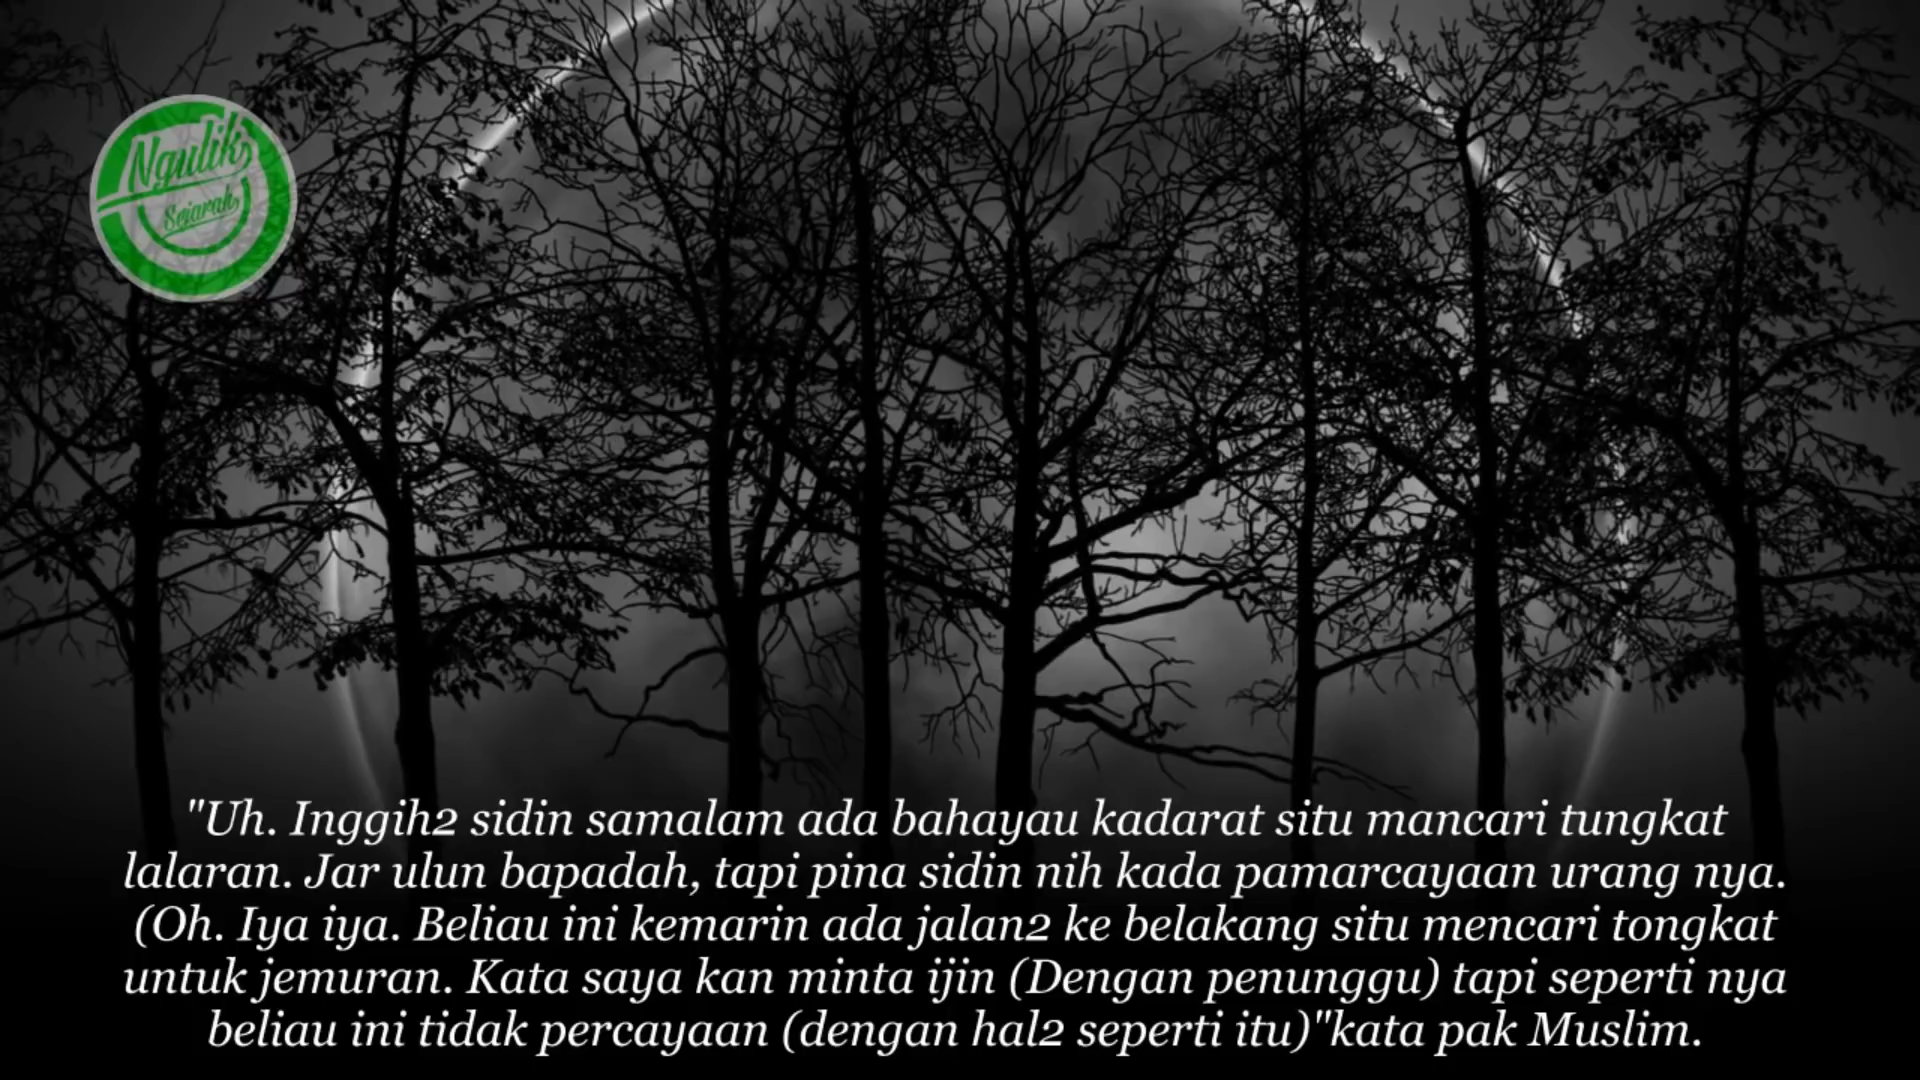 Ngulik
Sejarah
"Uh. Inggih2 sidin samalam ada bahayau kadarat situ mancari tungkat
lalaran. Jar ulun bapadah, tapi pina sidin nih kada pamarcayaan urang nya.
(Oh. Iya iya. Beliau ini kemarin ada jalan2 ke belakang situ mencari tongkat
untuk jemuran. Kata saya kan minta ijin (Dengan penunggu) tapi seperti nya
beliau ini tidak percayaan (dengan hal2 seperti itu)"kata pak Muslim.